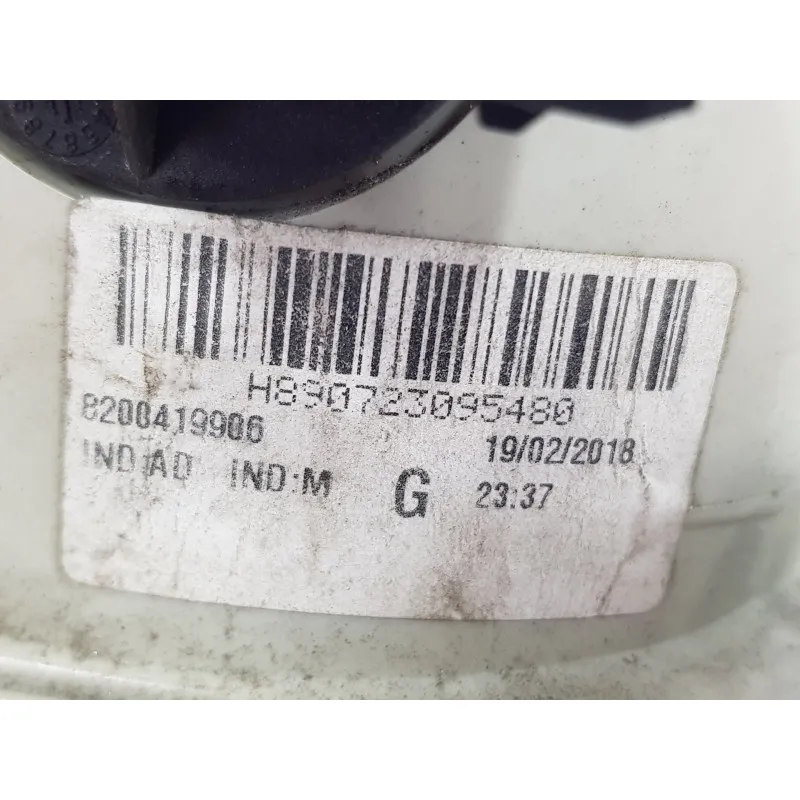 H890723095480
8200419906
19/02/2018
IND:AD IND:M G 23:37